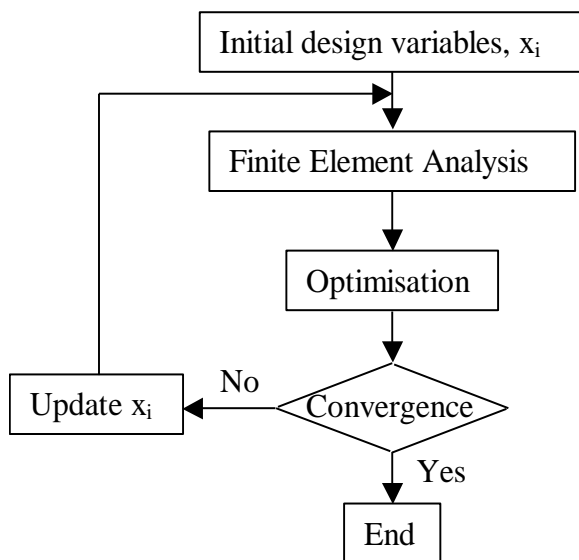 Initial design variables, xᵢ
Finite Element Analysis
Optimisation
No
Update xᵢ
Convergence
Yes
End